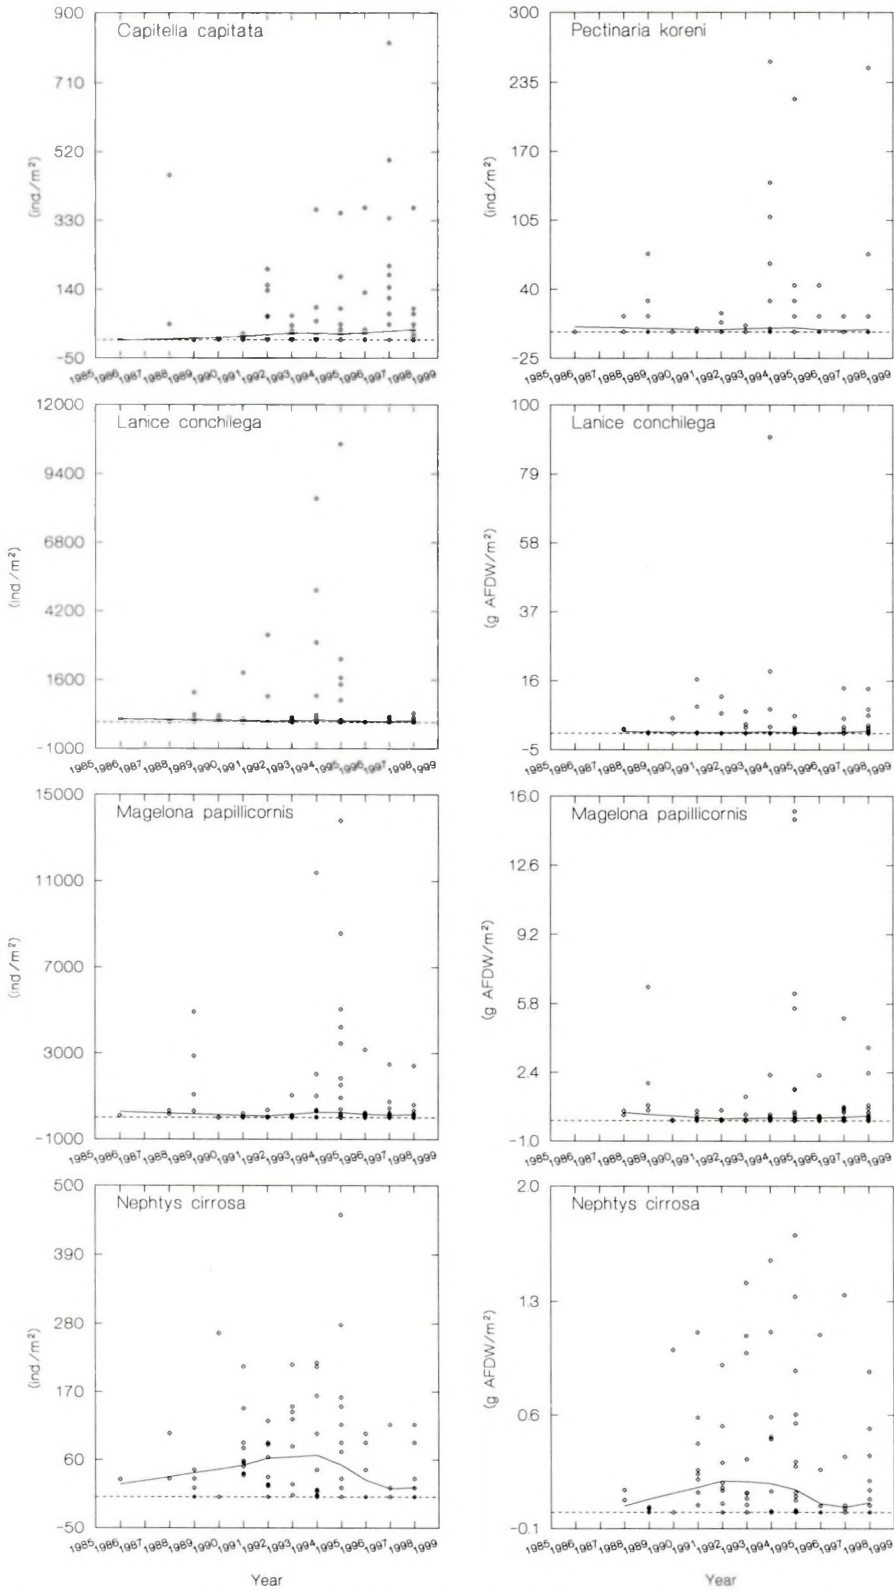 Capitella capitata
(ind./m²)
900
710
520
330
140
-50
1985 1986 1987 1988 1989 1990 1991 1992 1993 1994 1995 1996 1997 1998 1999
Pectinaria koreni
(ind./m²)
300
235
170
105
40
-25
1985 1986 1987 1988 1989 1990 1991 1992 1993 1994 1995 1996 1997 1998 1999
Lanice conchilega
(ind./m²)
12000
9400
6800
4200
1600
-1000
1985 1986 1987 1988 1989 1990 1991 1992 1993 1994 1995 1996 1997 1998 1999
Lanice conchilega
(g AFDW/m²)
100
79
58
37
16
-5
1985 1986 1987 1988 1989 1990 1991 1992 1993 1994 1995 1996 1997 1998 1999
Magelona papillicornis
(ind/m²)
15000
11000
7000
3000
-1000
1985 1986 1987 1988 1989 1990 1991 1992 1993 1994 1995 1996 1997 1998 1999
Magelona papillicornis
(g AFDW/m²)
16.0
12.6
9.2
5.8
2.4
-1.0
1985 1986 1987 1988 1989 1990 1991 1992 1993 1994 1995 1996 1997 1998 1999
Nephtys cirrosa
(ind./m²)
500
390
280
170
60
-50
1985 1986 1987 1988 1989 1990 1991 1992 1993 1994 1995 1996 1997 1998 1999
Year
Nephtys cirrosa
(g AFDW/m²)
2.0
1.3
0.6
-0.1
1985 1986 1987 1988 1989 1990 1991 1992 1993 1994 1995 1996 1997 1998 1999
Year